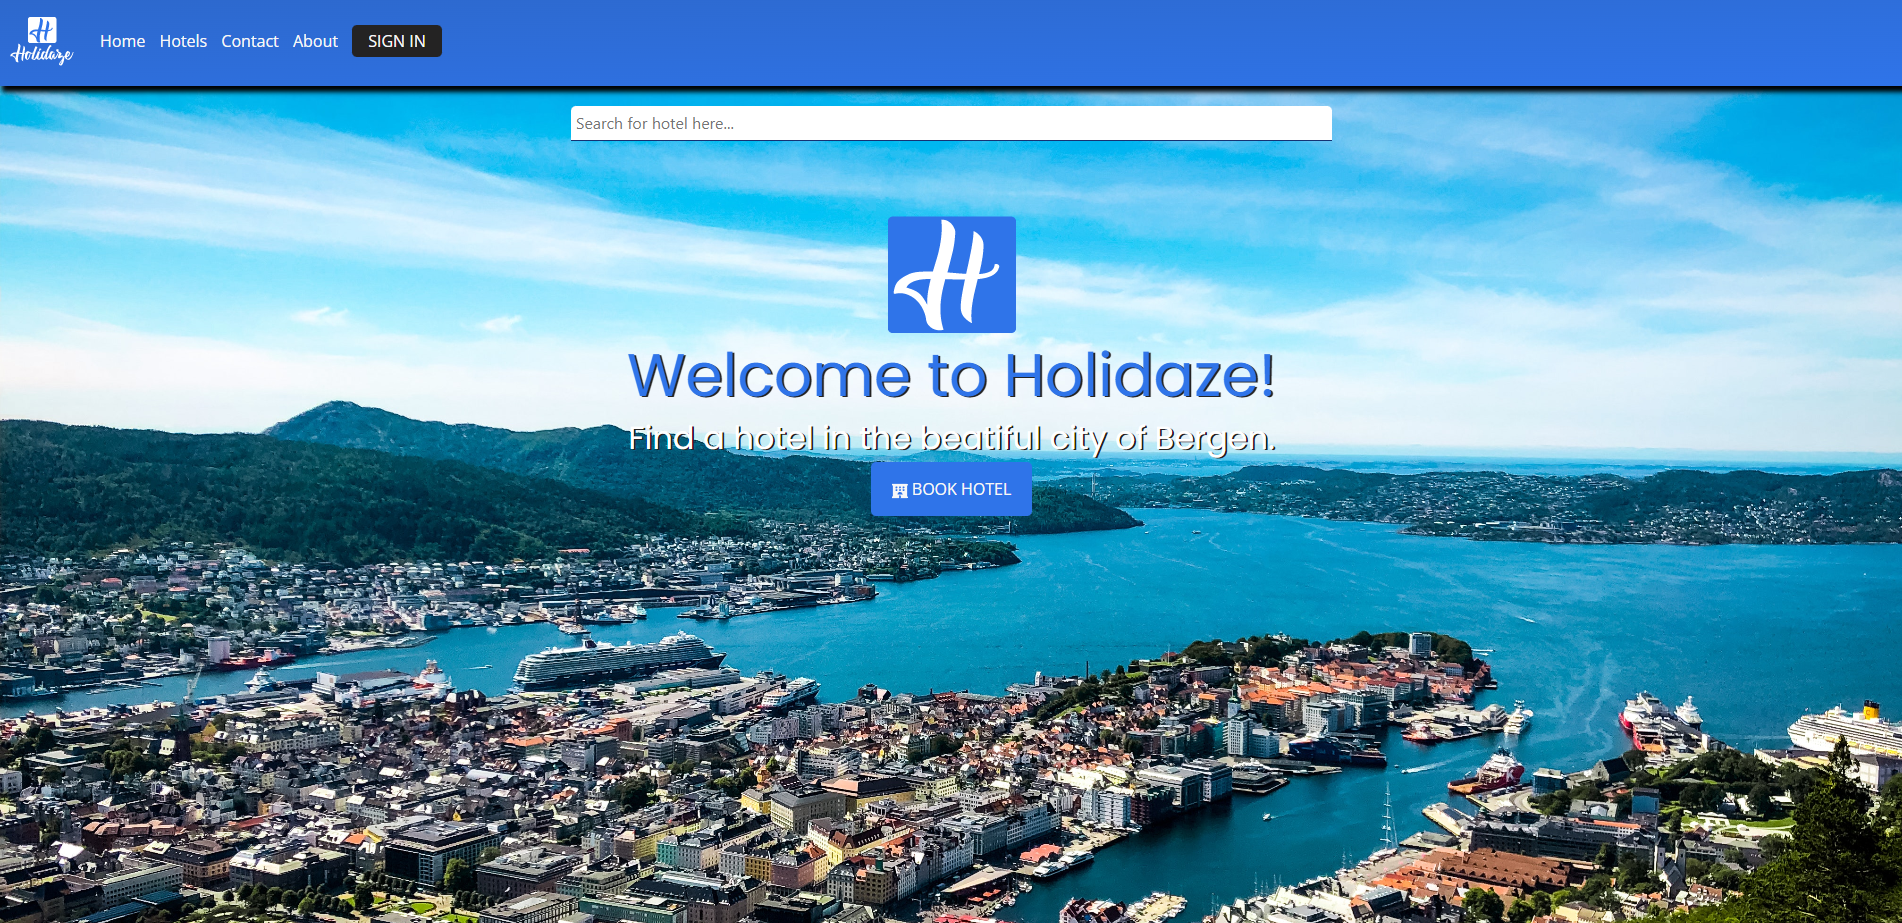 Holidaze
Home Hotels Contact About SIGN IN
Search for hotel here...
H
Welcome to Holidaze!
Find a hotel in the beatiful city of Bergen.
BOOK HOTEL